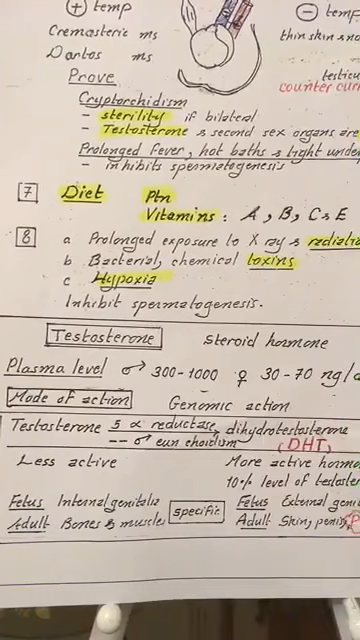 (+) temp
(-) temp
Cremasteric ms
thin skin & no
Dartos ms
Prove
testicu
counter curr
Cryptorchidism
- sterility if bilateral
- Testosterone & second sex organs are
Prolonged fever, hot baths & tight unde
- inhibits spermatogenesis
7 Diet Ptn
Vitamins : A, B, C & E
8 a Prolonged exposure to X ray & radiatio
b Bacterial, chemical toxins
c Hypoxia
Inhibit spermatogenesis.
Testosterone Steroid hormone
Plasma level ♂ 300-1000 ♀ 30-70 ng/d
Mode of action Genomic action
Testosterone 5 α reductase → dihydrotestosterone
-- ♂ eunchoidism (DHT)
Less active More active hormo
10% level of testoster
Fetus Internal genitalia specific Fetus External geni
Adult Bones & muscles Adult Skin, penis, P